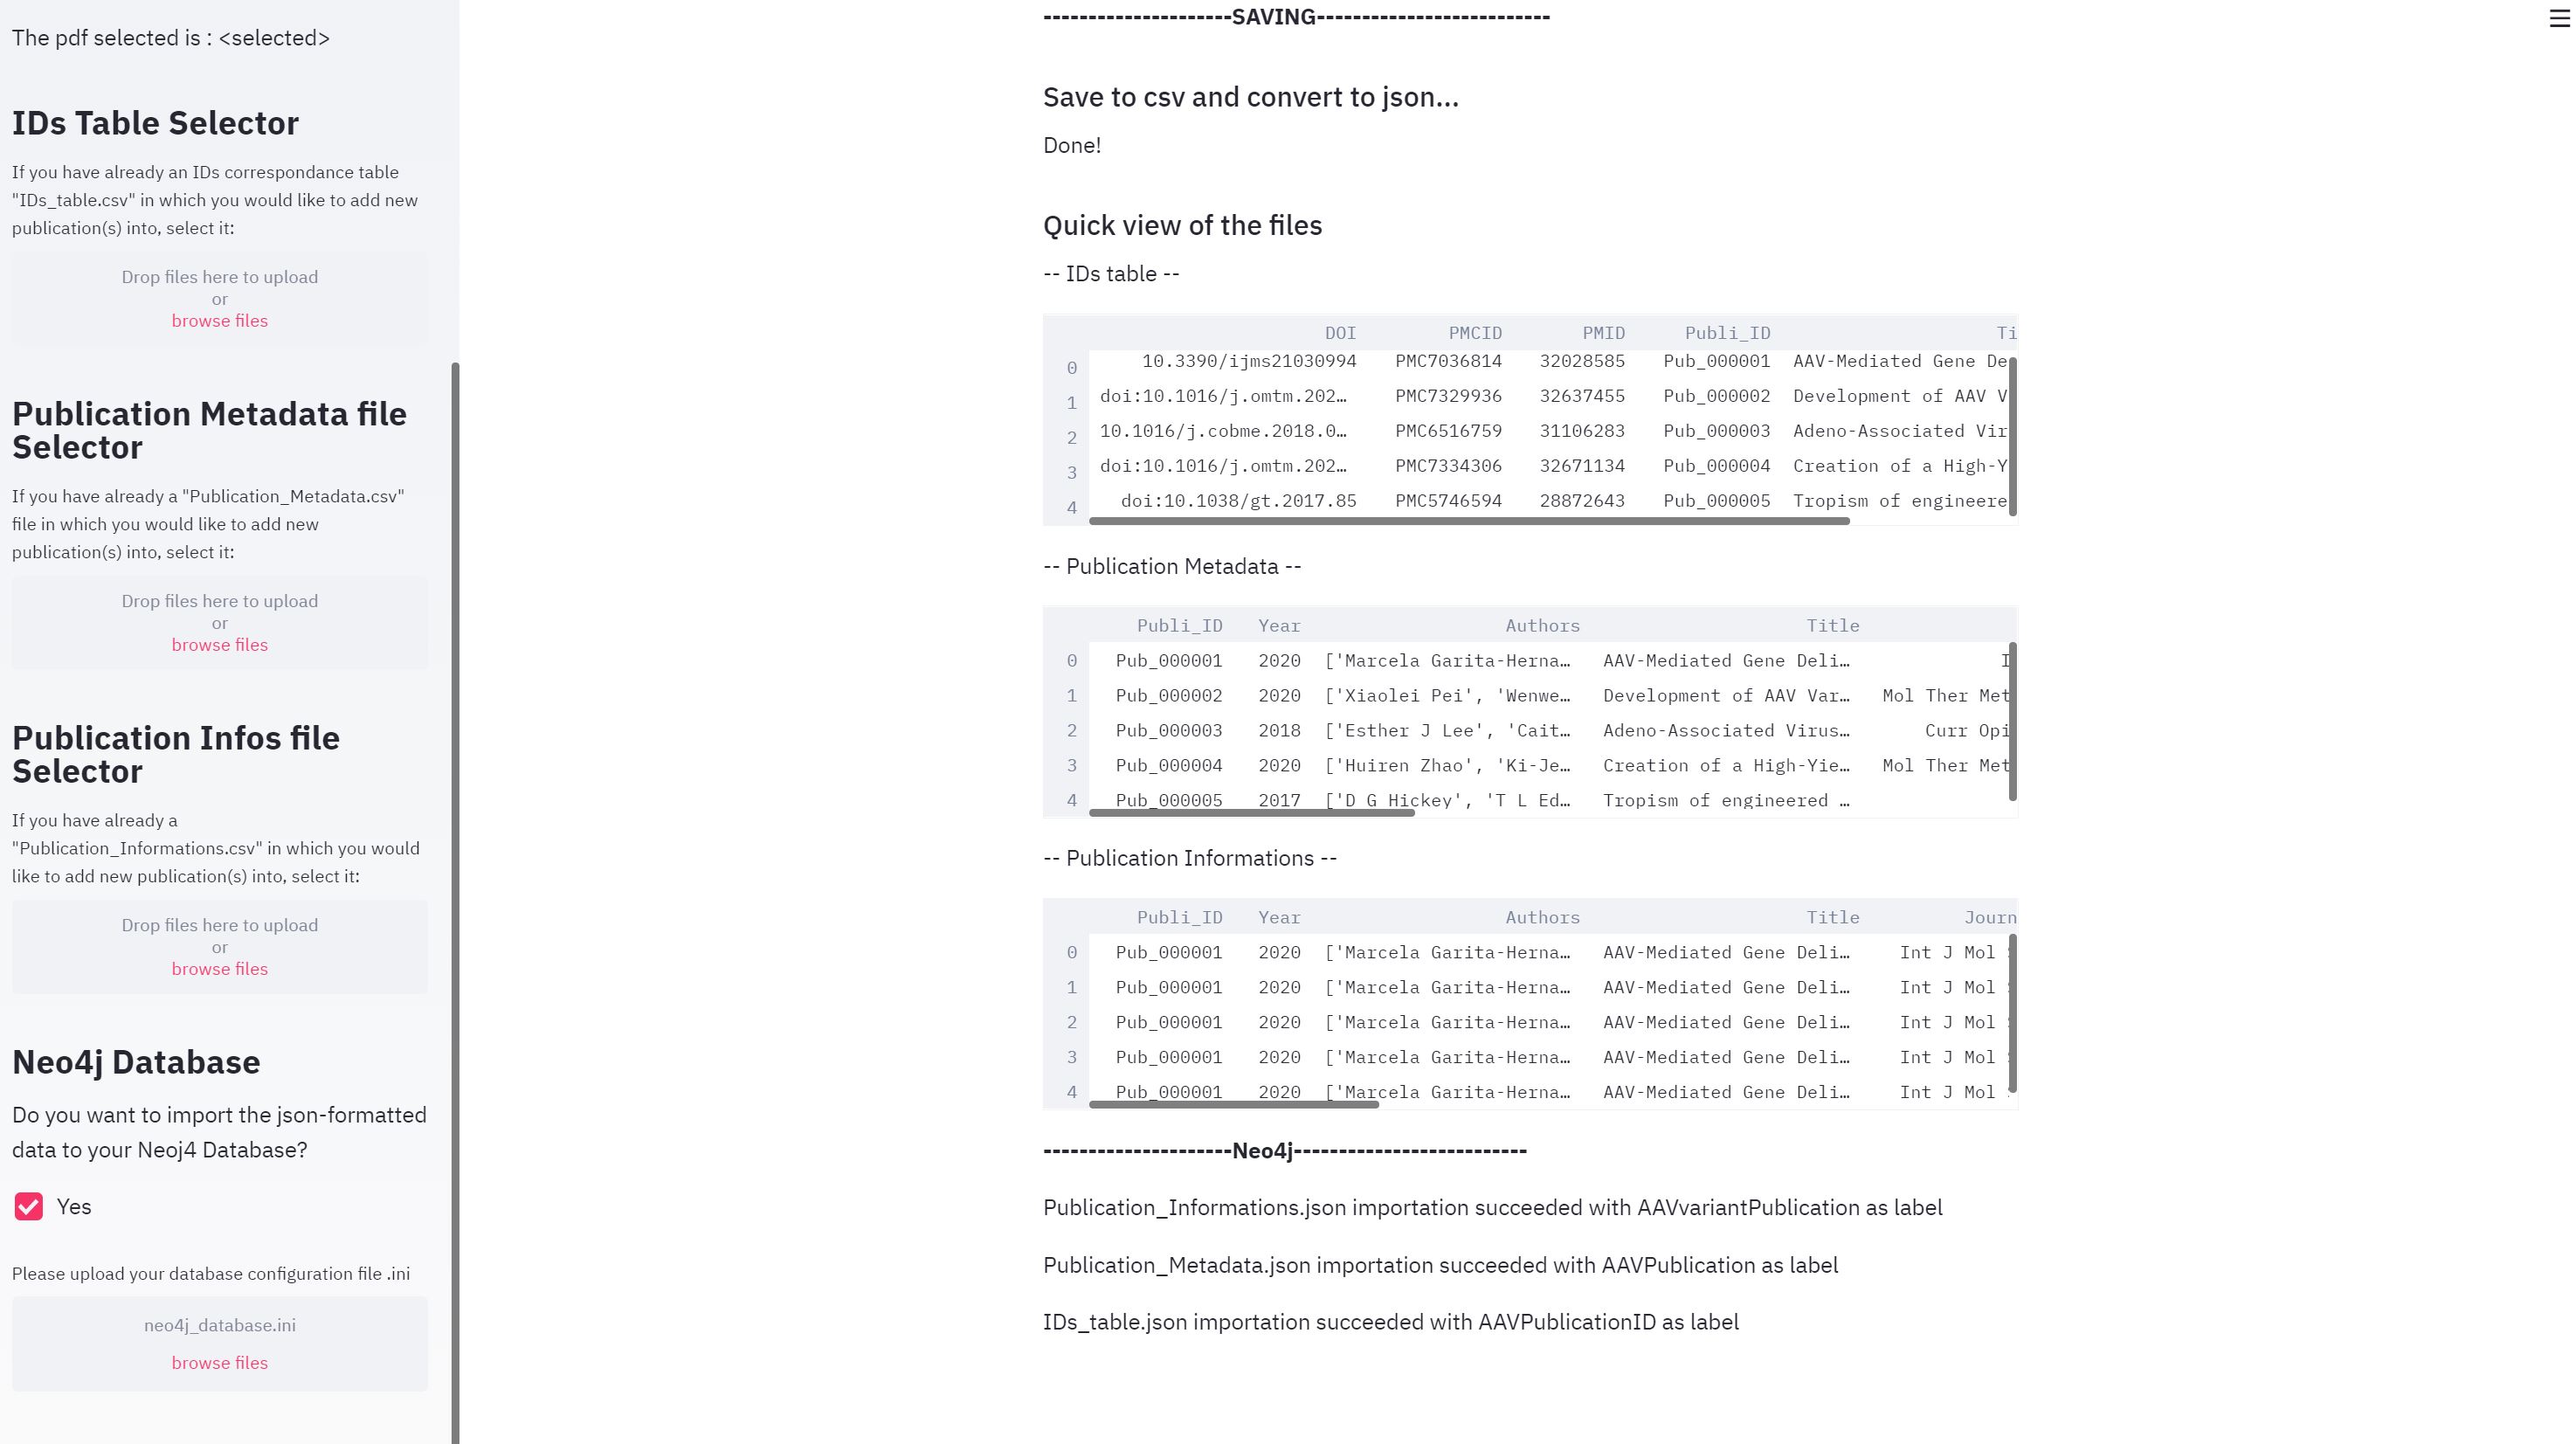 The pdf selected is : <selected>
IDs Table Selector
If you have already an IDs correspondance table
"IDs_table.csv" in which you would like to add new
publication(s) into, select it:
Drop files here to upload
or
browse files
Publication Metadata file
Selector
If you have already a "Publication_Metadata.csv"
file in which you would like to add new
publication(s) into, select it:
Drop files here to upload
or
browse files
Publication Infos file
Selector
If you have already a
"Publication_Informations.csv" in which you would
like to add new publication(s) into, select it:
Drop files here to upload
or
browse files
Neo4j Database
Do you want to import the json-formatted
data to your Neoj4 Database?
Yes
Please upload your database configuration file .ini
neo4j_database.ini
browse files
---------------------SAVING--------------------------
Save to csv and convert to json...
Done!
Quick view of the files
-- IDs table --
DOI PMCID PMID Publi_ID Ti
0 10.3390/ijms21030994 PMC7036814 32028585 Pub_000001 AAV-Mediated Gene De
1 doi:10.1016/j.omtm.202… PMC7329936 32637455 Pub_000002 Development of AAV V
2 10.1016/j.cobme.2018.0… PMC6516759 31106283 Pub_000003 Adeno-Associated Vir
3 doi:10.1016/j.omtm.202… PMC7334306 32671134 Pub_000004 Creation of a High-Y
4 doi:10.1038/gt.2017.85 PMC5746594 28872643 Pub_000005 Tropism of engineere
-- Publication Metadata --
Publi_ID Year Authors Title
0 Pub_000001 2020 ['Marcela Garita-Herna… AAV-Mediated Gene Deli… I
1 Pub_000002 2020 ['Xiaolei Pei', 'Wenwe… Development of AAV Var… Mol Ther Met
2 Pub_000003 2018 ['Esther J Lee', 'Cait… Adeno-Associated Virus… Curr Opi
3 Pub_000004 2020 ['Huiren Zhao', 'Ki-Je… Creation of a High-Yie… Mol Ther Met
4 Pub_000005 2017 ['D G Hickey', 'T L Ed… Tropism of engineered …
-- Publication Informations --
Publi_ID Year Authors Title Journ
0 Pub_000001 2020 ['Marcela Garita-Herna… AAV-Mediated Gene Deli… Int J Mol
1 Pub_000001 2020 ['Marcela Garita-Herna… AAV-Mediated Gene Deli… Int J Mol
2 Pub_000001 2020 ['Marcela Garita-Herna… AAV-Mediated Gene Deli… Int J Mol
3 Pub_000001 2020 ['Marcela Garita-Herna… AAV-Mediated Gene Deli… Int J Mol
4 Pub_000001 2020 ['Marcela Garita-Herna… AAV-Mediated Gene Deli… Int J Mol
---------------------Neo4j--------------------------
Publication_Informations.json importation succeeded with AAVvariantPublication as label
Publication_Metadata.json importation succeeded with AAVPublication as label
IDs_table.json importation succeeded with AAVPublicationID as label